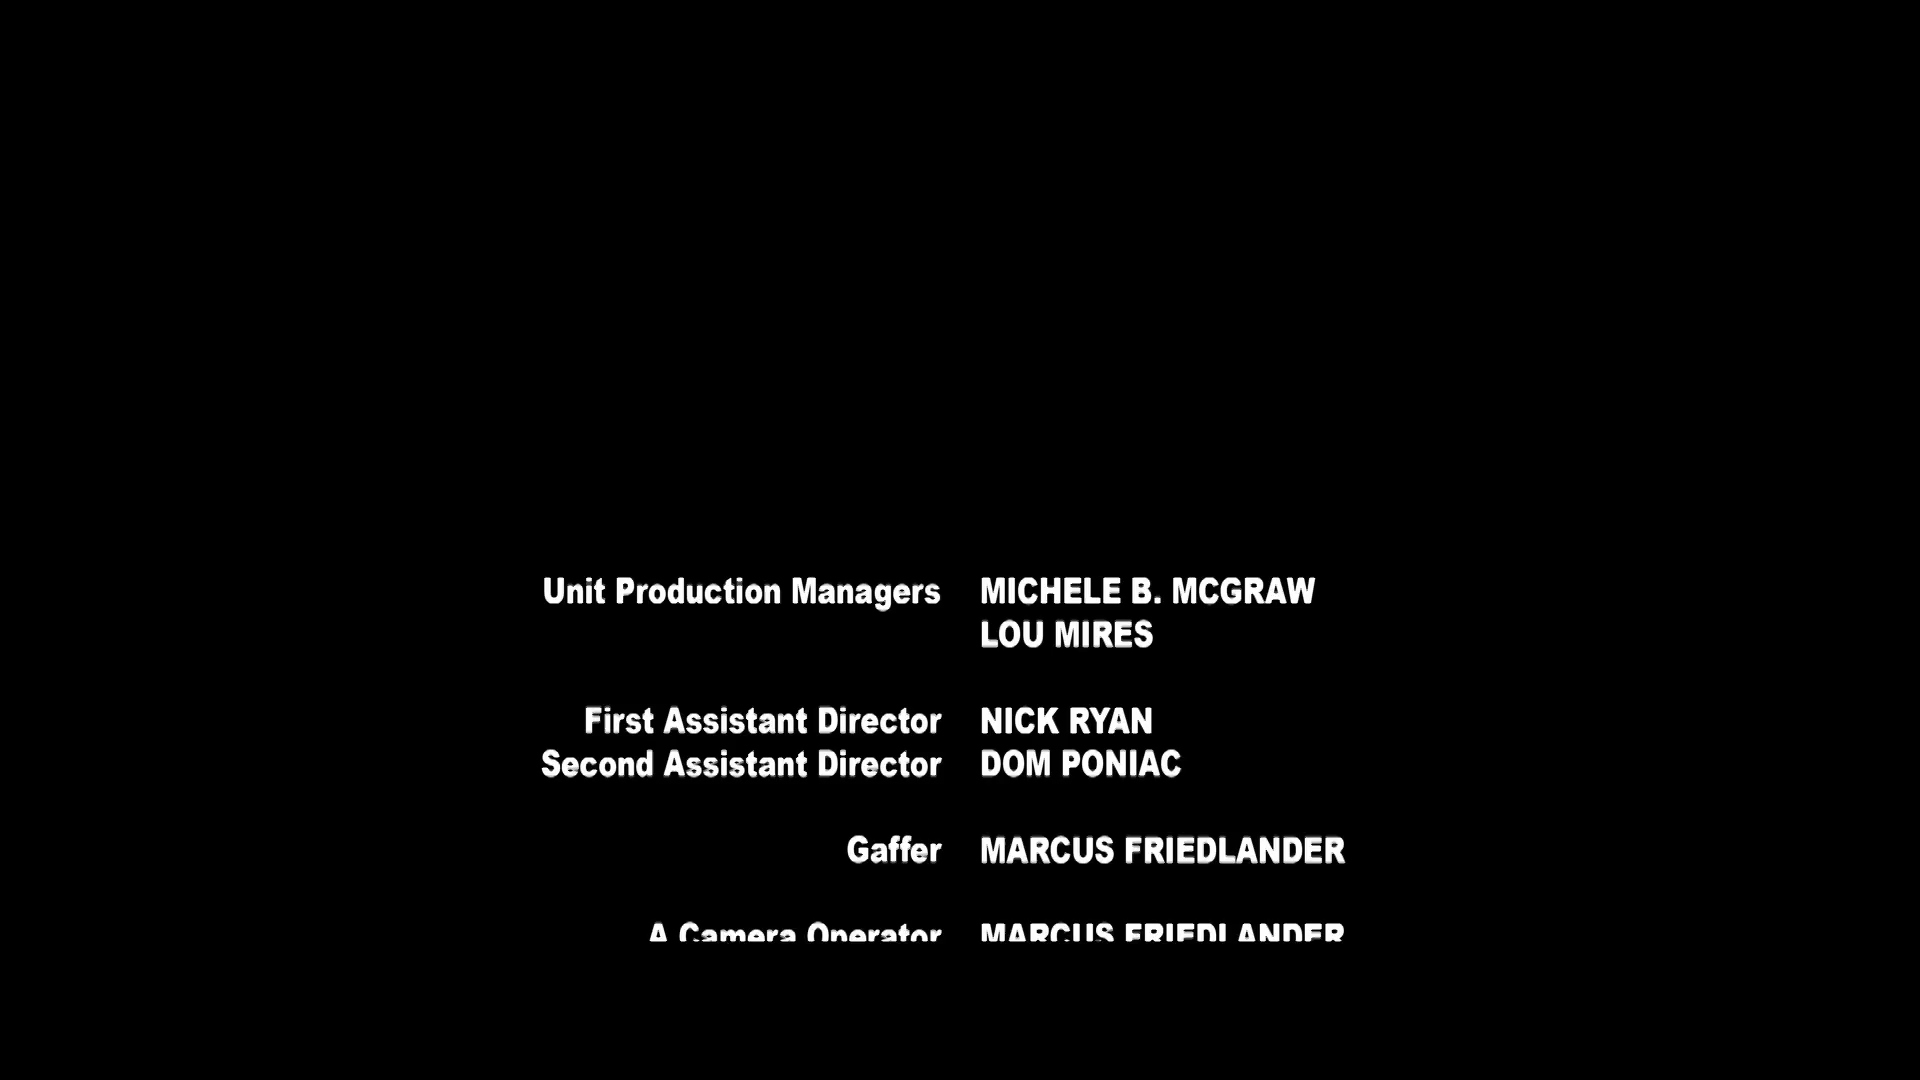 Unit Production Managers MICHELE B. MCGRAW
LOU MIRES
First Assistant Director NICK RYAN
Second Assistant Director DOM PONIAC
Gaffer MARCUS FRIEDLANDER
A Camera Operator MARCUS FRIEDLANDER